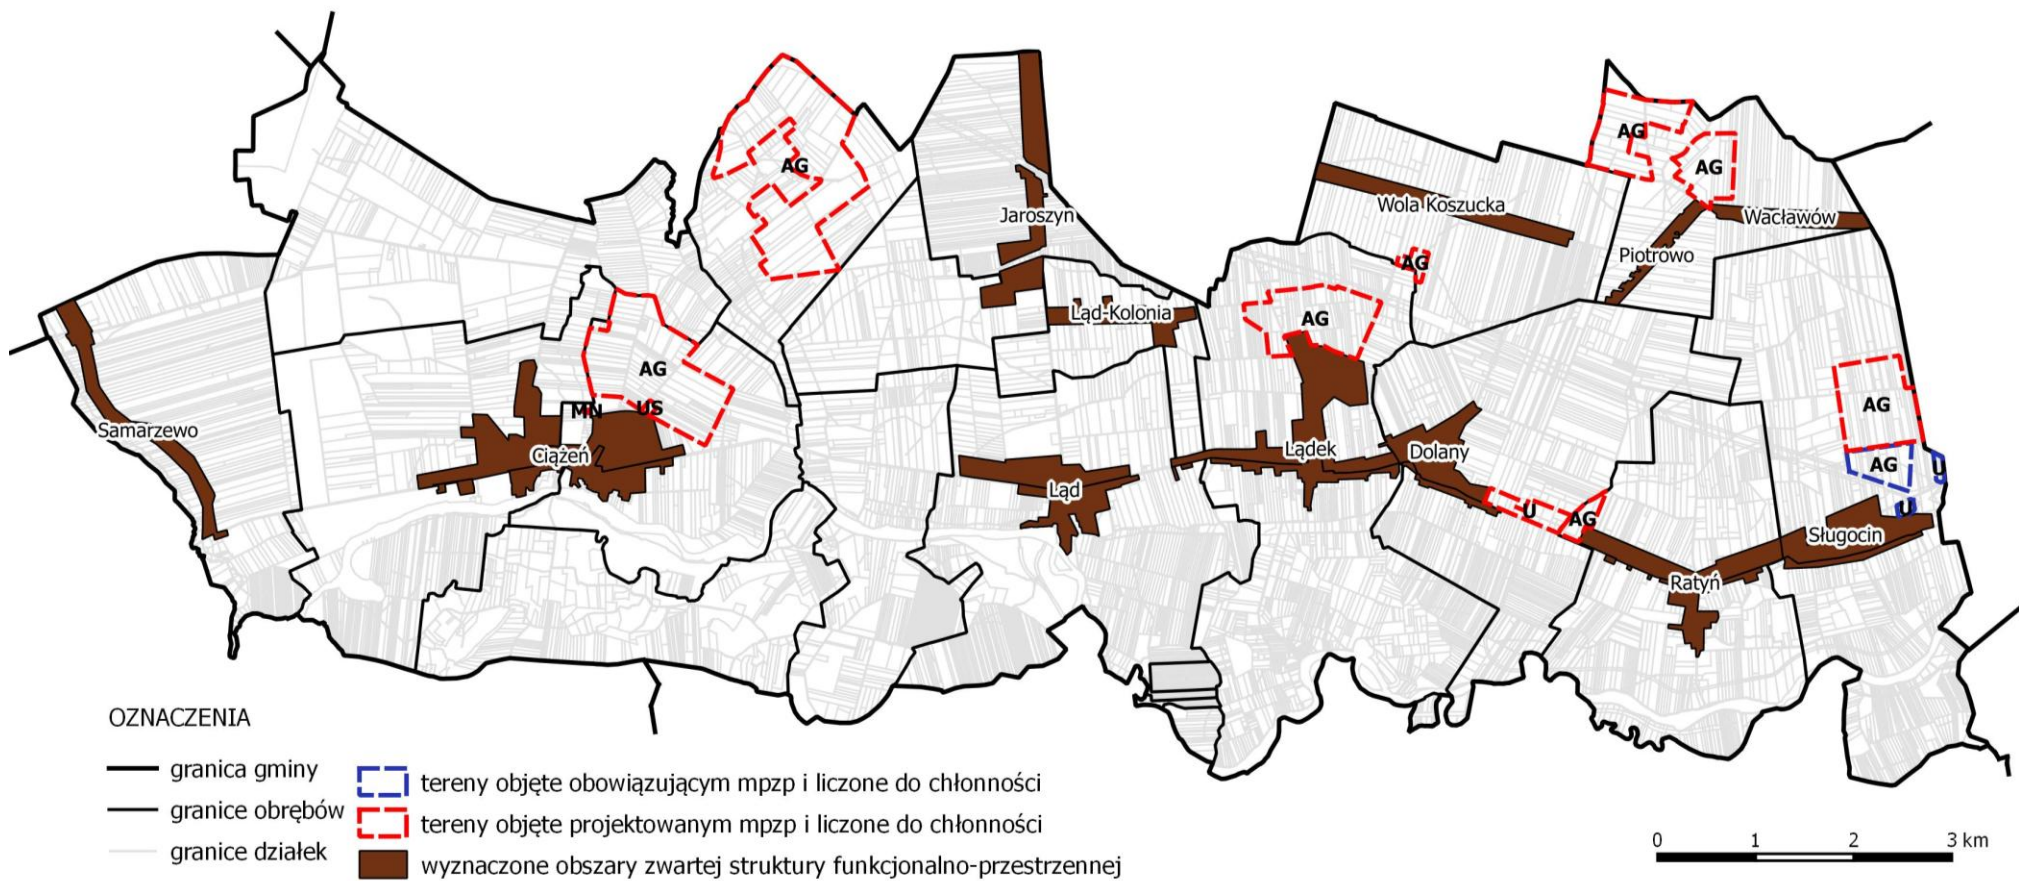 AG
AG
AG
Jaroszyn
Wola Koszucka
Wacławów
Piotrowo
AG
AG
Ląd-Kolonia
AG
AG
MN
US
AG
Samarzewo
Ciążeń
Lądek
Dolany
AG
U
Ląd
U
AG
U
Sługocin
Ratyń
OZNACZENIA
granica gminy
granice obrębów
granice działek
tereny objęte obowiązującym mpzp i liczone do chłonności
tereny objęte projektowanym mpzp i liczone do chłonności
wyznaczone obszary zwartej struktury funkcjonalno-przestrzennej
0 1 2 3 km